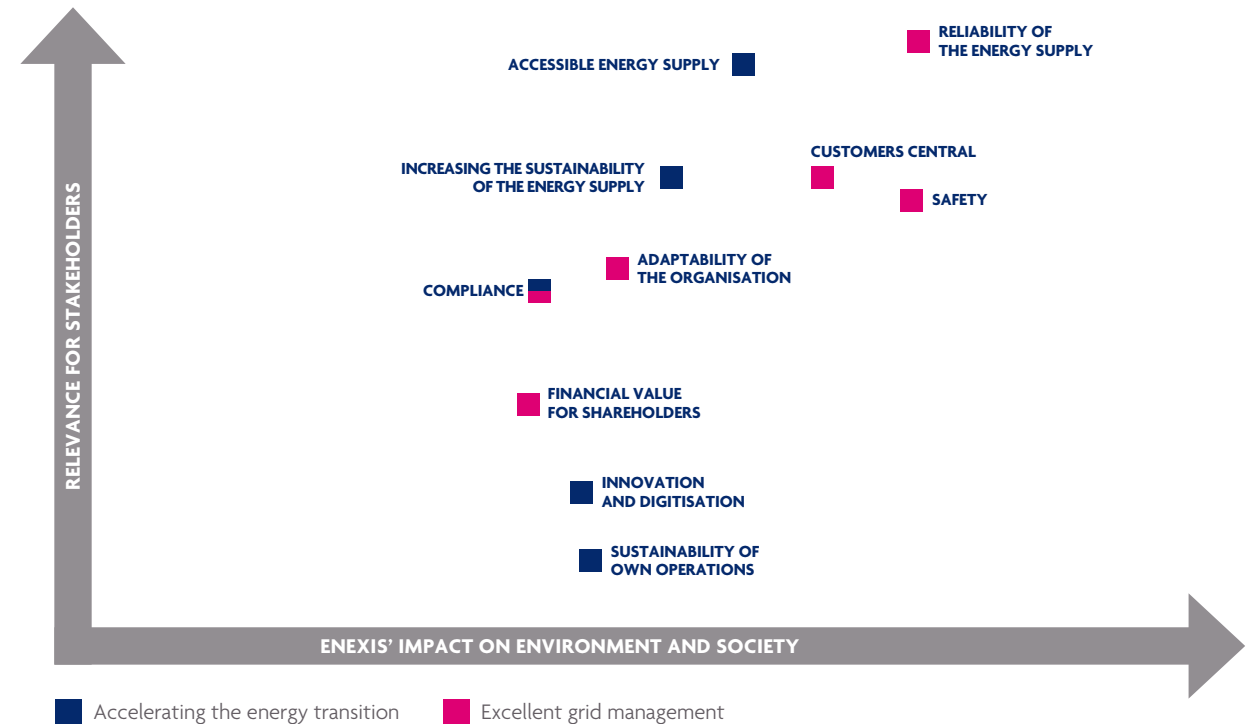 RELIABILITY OF
THE ENERGY SUPPLY
ACCESSIBLE ENERGY SUPPLY
CUSTOMERS CENTRAL
INCREASING THE SUSTAINABILITY
OF THE ENERGY SUPPLY
SAFETY
ADAPTABILITY OF
THE ORGANISATION
COMPLIANCE
RELEVANCE FOR STAKEHOLDERS
FINANCIAL VALUE
FOR SHAREHOLDERS
INNOVATION
AND DIGITISATION
SUSTAINABILITY OF
OWN OPERATIONS
ENEXIS' IMPACT ON ENVIRONMENT AND SOCIETY
Accelerating the energy transition
Excellent grid management